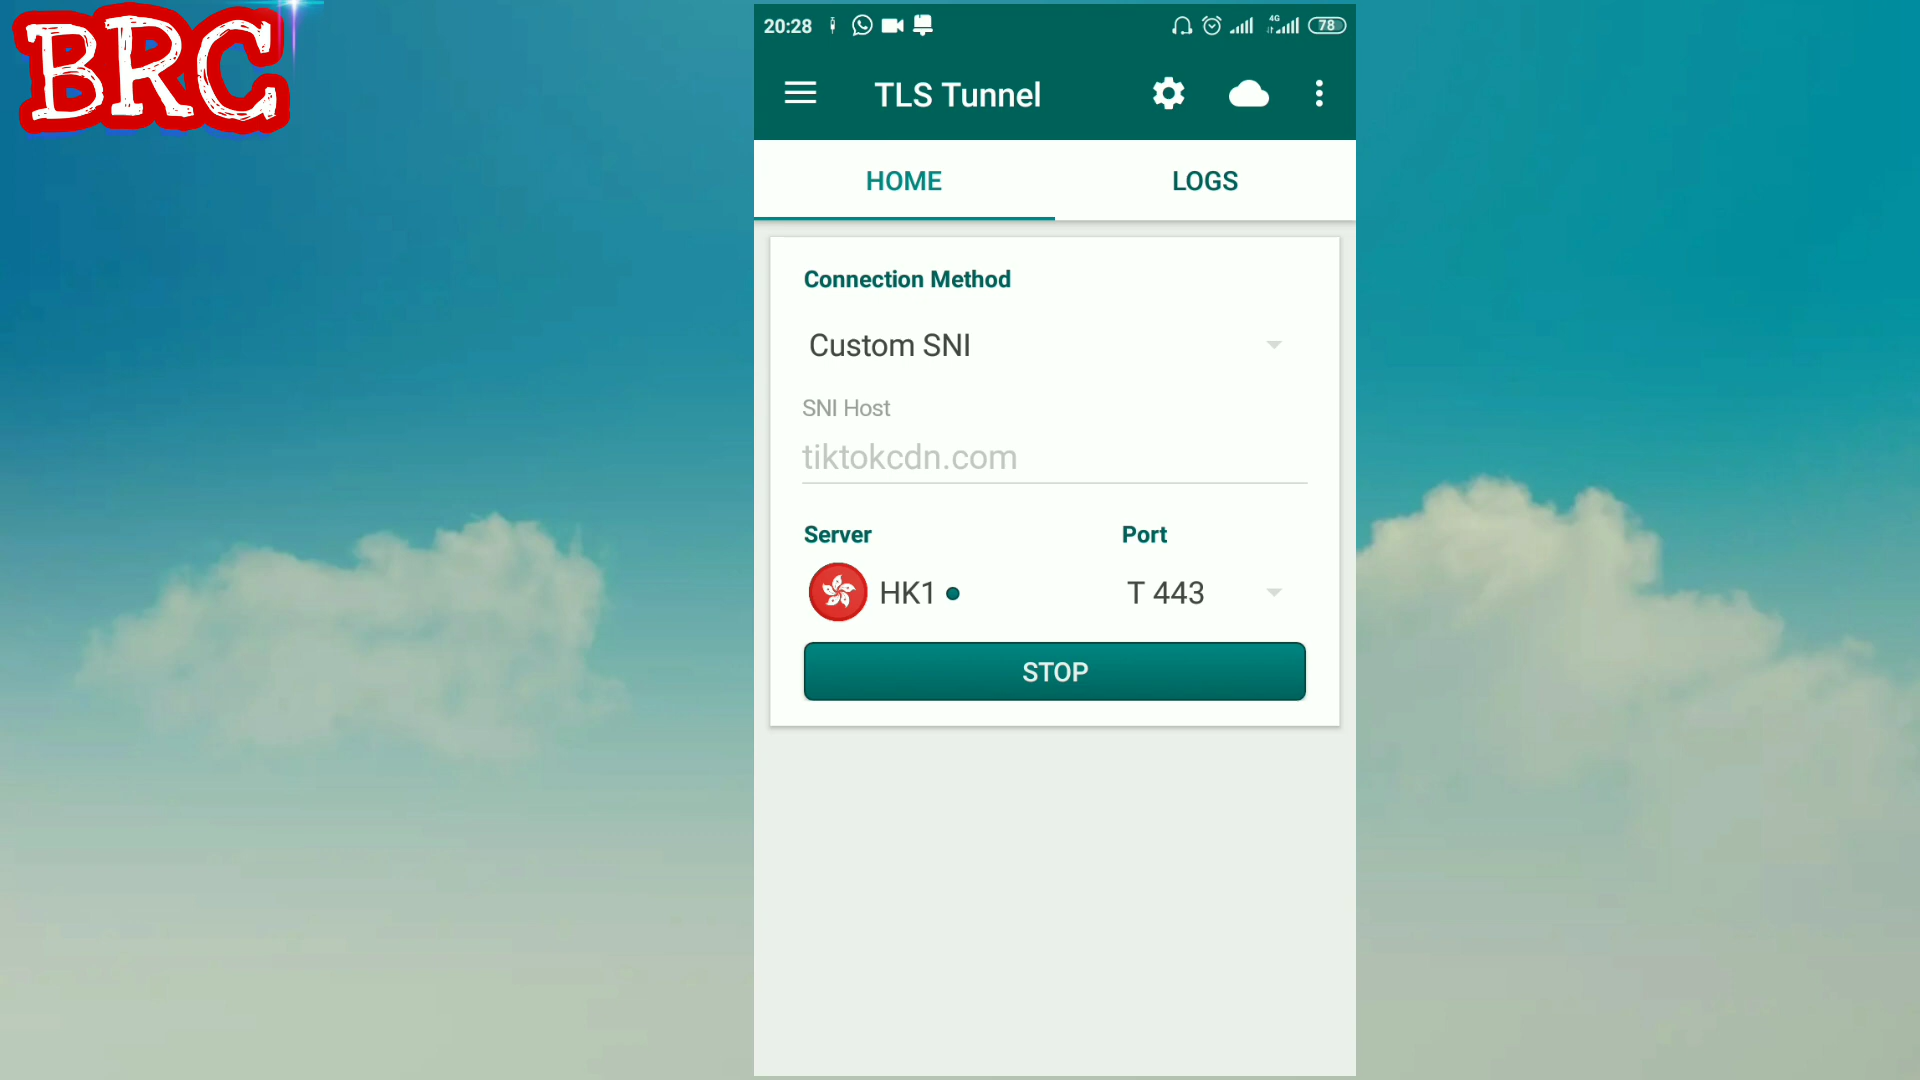 BRC
20:28
4G
78
TLS Tunnel
HOME
LOGS
Connection Method
Custom SNI
SNI Host
tiktokcdn.com
Server
Port
HK1
T 443
STOP